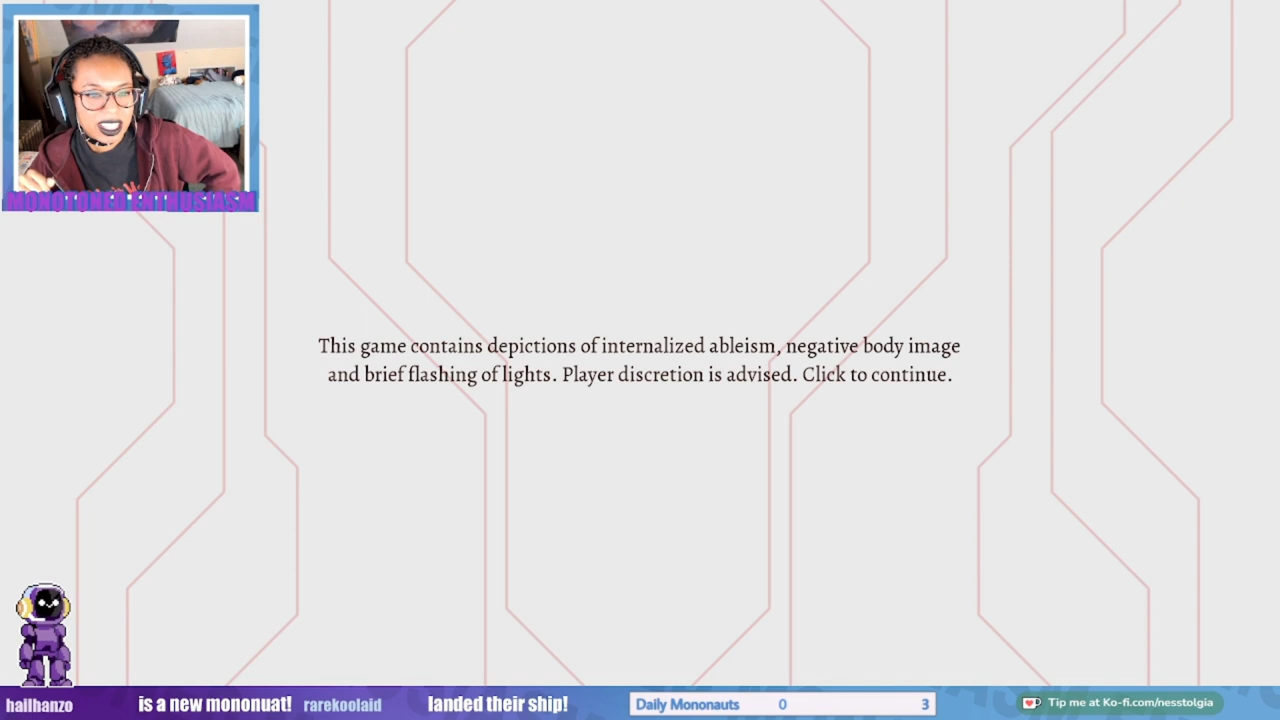 MONOTONED ENTHUSIASM
This game contains depictions of internalized ableism, negative body image
and brief flashing of lights. Player discretion is advised. Click to continue.
hallhanzo is a new mononuat! rarekoolaid landed their ship! Daily Mononauts 0 3 Tip me at Ko-fi.com/nesstolgia